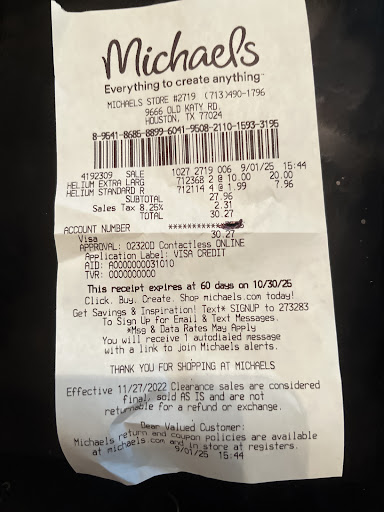 Michaels
Everything to create anything™
MICHAELS STORE #2719 (713)490-1796
9666 OLD KATY RD.
HOUSTON, TX 77024
8-9541-8685-8899-6041-9508-2110-1593-3195
4192309 SALE 1027 2719 006 9/01/25 15:44
HELIUM EXTRA LARG 712368 2 @ 10.00 20.00
HELIUM STANDARD R 712114 4 @ 1.99 7.96
SUBTOTAL 27.96
Sales Tax 8.25% 2.31
TOTAL 30.27
ACCOUNT NUMBER ************
Visa 30.27
APPROVAL: 02320D Contactless ONLINE
Application Label: VISA CREDIT
AID: A0000000031010
TVR: 0000000000
This receipt expires at 60 days on 10/30/25
Click. Buy. Create. Shop michaels.com today!
Get Savings & Inspiration! Text* SIGNUP to 273283
To Sign Up for Email & Text Messages.
*Msg & Data Rates May Apply
You will receive 1 autodialed message
with a link to join Michaels alerts.
THANK YOU FOR SHOPPING AT MICHAELS
Effective 11/27/2022 Clearance sales are considered
final, sold AS IS and are not
returnable for a refund or exchange.
Dear Valued Customer:
Michaels return and coupon policies are available
at michaels.com and in store at registers.
9/01/25 15:44